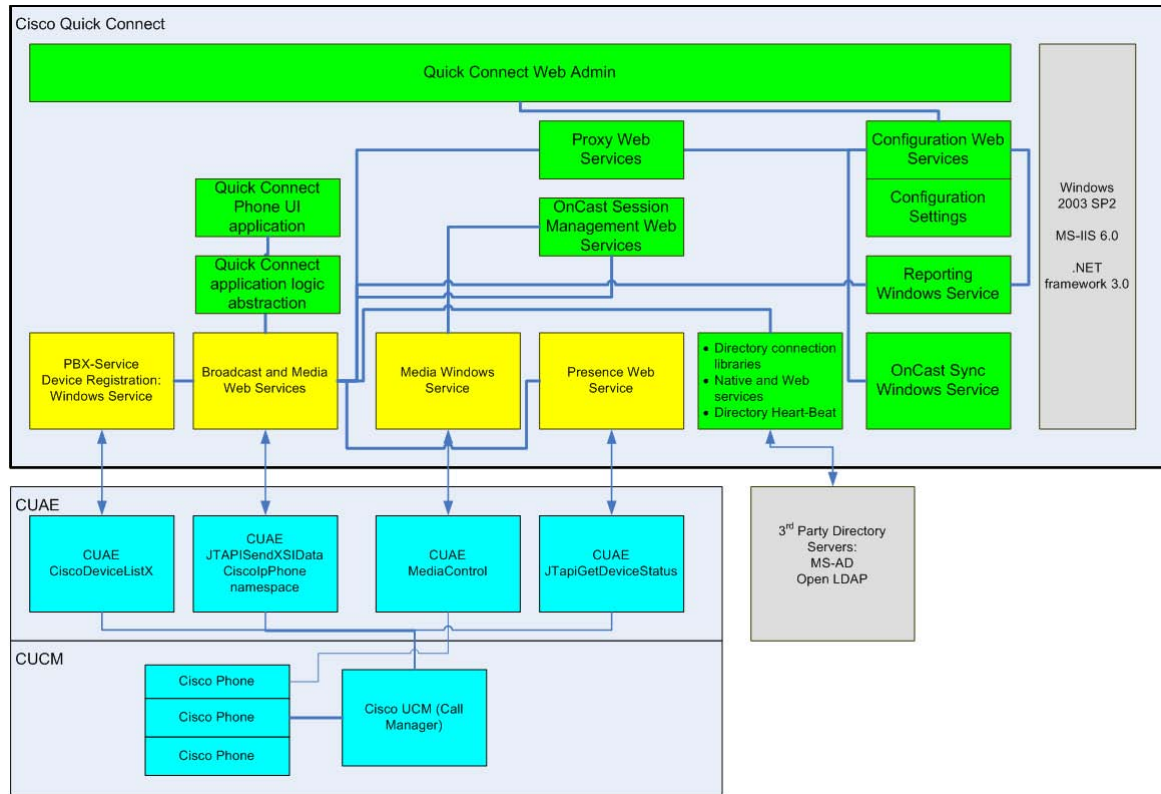 Cisco Quick Connect
Quick Connect Web Admin
Proxy Web
Services
Configuration Web
Services
Configuration
Settings
Windows
2003 SP2
MS-IIS 6.0
.NET
framework 3.0
Quick Connect
Phone UI
application
OnCast Session
Management Web
Services
Quick Connect
application logic
abstraction
Reporting
Windows Service
PBX-Service
Device Registration:
Windows Service
Broadcast and Media
Web Services
Media Windows
Service
Presence Web
Service
• Directory connection
libraries
• Native and Web
services
• Directory Heart-Beat
OnCast Sync
Windows Service
CUAE
CUAE
CiscoDeviceListX
CUAE
JTAPISendXSIData
CiscoIpPhone
namespace
CUAE
MediaControl
CUAE
JTapiGetDeviceStatus
3rd Party Directory
Servers:
MS-AD
Open LDAP
CUCM
Cisco Phone
Cisco Phone
Cisco Phone
Cisco UCM (Call
Manager)